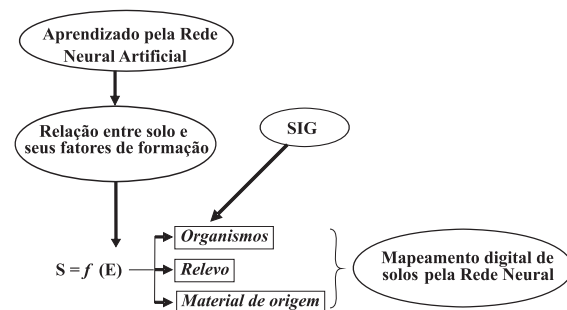 Aprendizado pela Rede
Neural Artificial
Relação entre solo e
seus fatores de formação
SIG
S = f (E)
Organismos
Relevo
Material de origem
Mapeamento digital de
solos pela Rede Neural